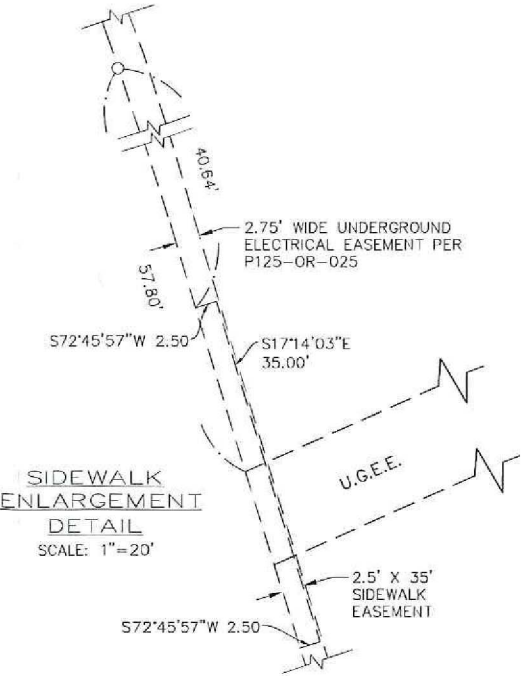 40.64'
2.75' WIDE UNDERGROUND
ELECTRICAL EASEMENT PER
P125-OR-025
57.80'
S72°45'57"W 2.50
S17°14'03"E
35.00'
U.G.E.E.
SIDEWALK
ENLARGEMENT
DETAIL
SCALE: 1"=20'
2.5' X 35'
SIDEWALK
EASEMENT
S72°45'57"W 2.50